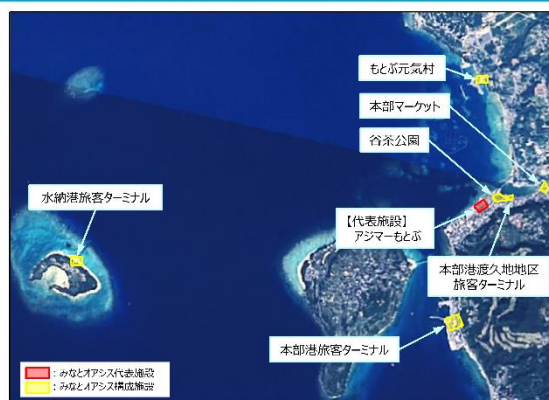 もとぶ元気村
本部マーケット
谷茶公園
水納港旅客ターミナル
【代表施設】
アジマーもとぶ
本部港渡久地地区
旅客ターミナル
本部港旅客ターミナル
：みなとオアシス代表施設
：みなとオアシス構成施設